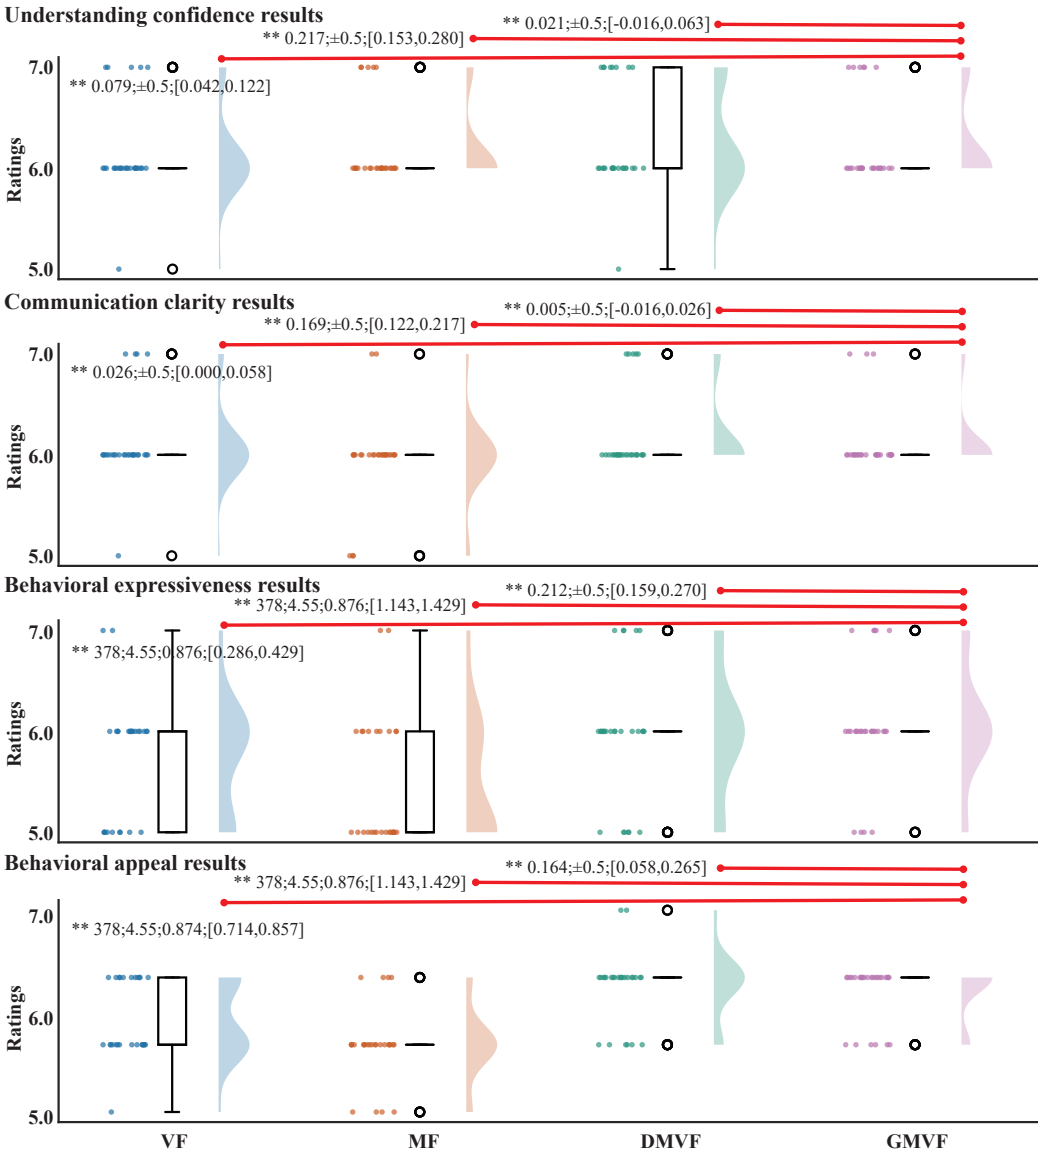 Understanding confidence results
** 0.021;±0.5;[-0.016,0.063]
** 0.217;±0.5;[0.153,0.280]
7.0
** 0.079;±0.5;[0.042,0.122]
Ratings
6.0
5.0
Communication clarity results
** 0.005;±0.5;[-0.016,0.026]
** 0.169;±0.5;[0.122,0.217]
7.0
** 0.026;±0.5;[0.000,0.058]
Ratings
6.0
5.0
Behavioral expressiveness results
** 0.212;±0.5;[0.159,0.270]
** 378;4.55;0.876;[1.143,1.429]
7.0
** 378;4.55;0.876;[0.286,0.429]
Ratings
6.0
5.0
Behavioral appeal results
** 0.164;±0.5;[0.058,0.265]
** 378;4.55;0.876;[1.143,1.429]
7.0
** 378;4.55;0.874;[0.714,0.857]
Ratings
6.0
5.0
VF MF DMVF GMVF